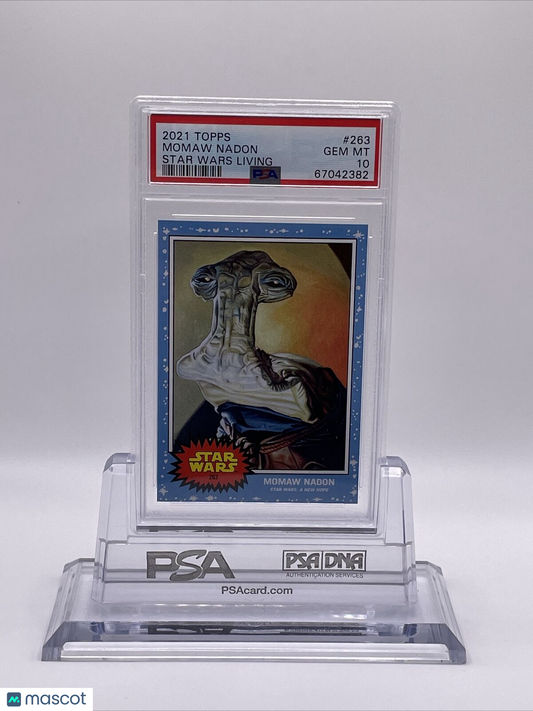 2021 TOPPS #263
MOMAW NADON GEM MT
STAR WARS LIVING 10
PSA 67042382
STAR
WARS
MOMAW NADON
STAR WARS: A NEW HOPE
PSA PSA DNA
AUTHENTICATION SERVICES
PSAcard.com
mascot